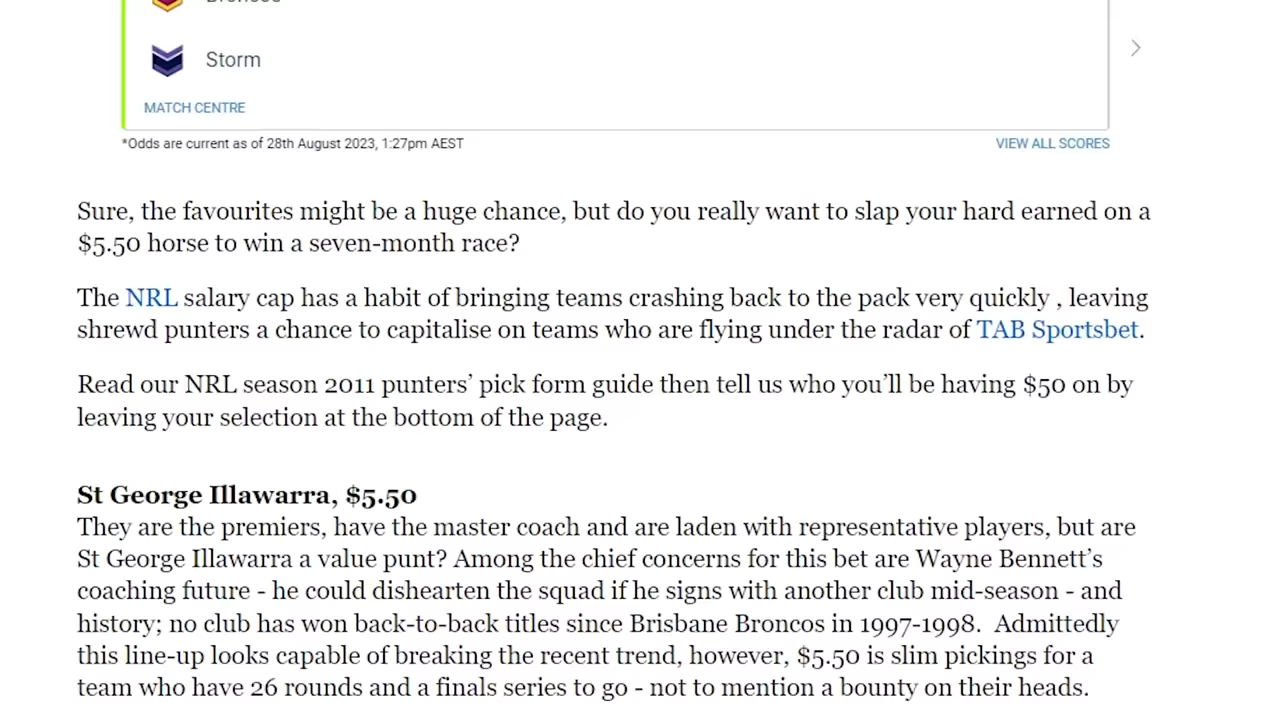 Storm
MATCH CENTRE
*Odds are current as of 28th August 2023, 1:27pm AEST
VIEW ALL SCORES
Sure, the favourites might be a huge chance, but do you really want to slap your hard earned on a
$5.50 horse to win a seven-month race?
The NRL salary cap has a habit of bringing teams crashing back to the pack very quickly , leaving
shrewd punters a chance to capitalise on teams who are flying under the radar of TAB Sportsbet.
Read our NRL season 2011 punters’ pick form guide then tell us who you’ll be having $50 on by
leaving your selection at the bottom of the page.
St George Illawarra, $5.50
They are the premiers, have the master coach and are laden with representative players, but are
St George Illawarra a value punt? Among the chief concerns for this bet are Wayne Bennett’s
coaching future - he could dishearten the squad if he signs with another club mid-season - and
history; no club has won back-to-back titles since Brisbane Broncos in 1997-1998.  Admittedly
this line-up looks capable of breaking the recent trend, however, $5.50 is slim pickings for a
team who have 26 rounds and a finals series to go - not to mention a bounty on their heads.